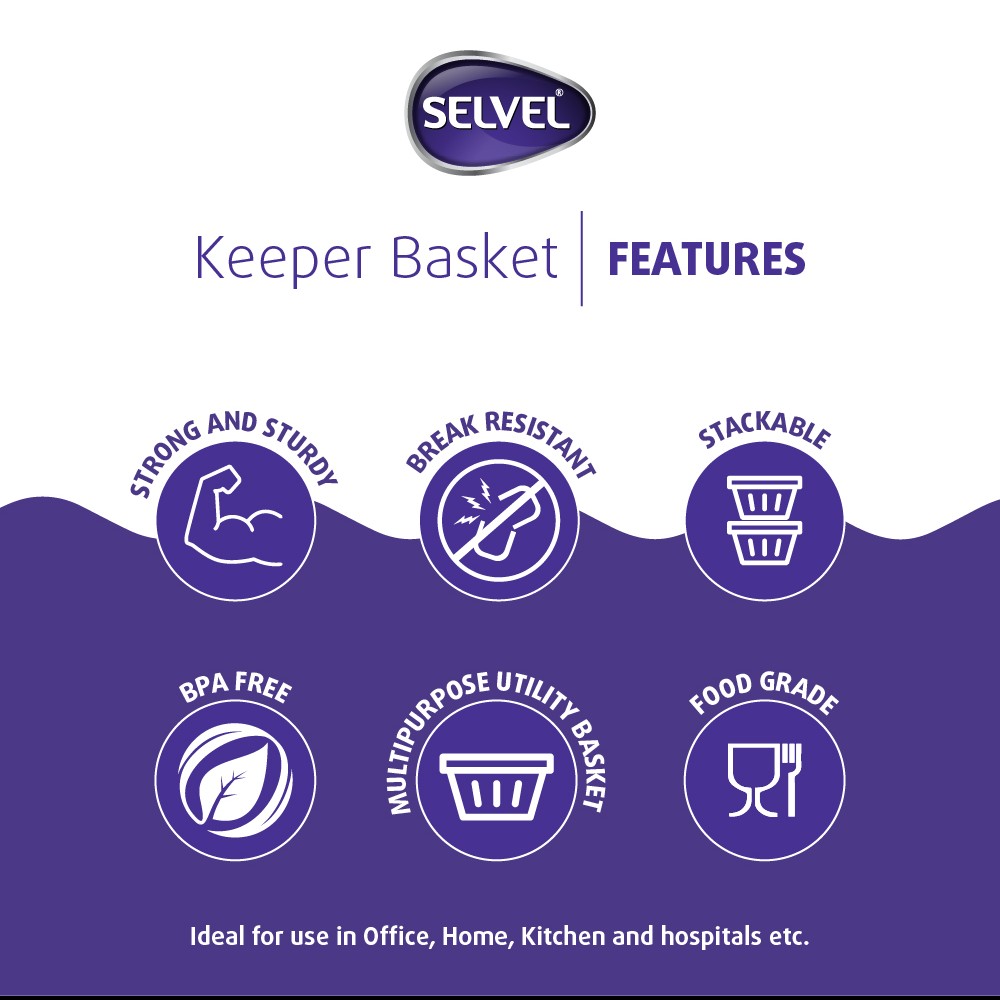 SELVEL®
Keeper Basket | FEATURES
STRONG AND STURDY
BREAK RESISTANT
STACKABLE
BPA FREE
MULTIPURPOSE UTILITY BASKET
FOOD GRADE
Ideal for use in Office, Home, Kitchen and hospitals etc.